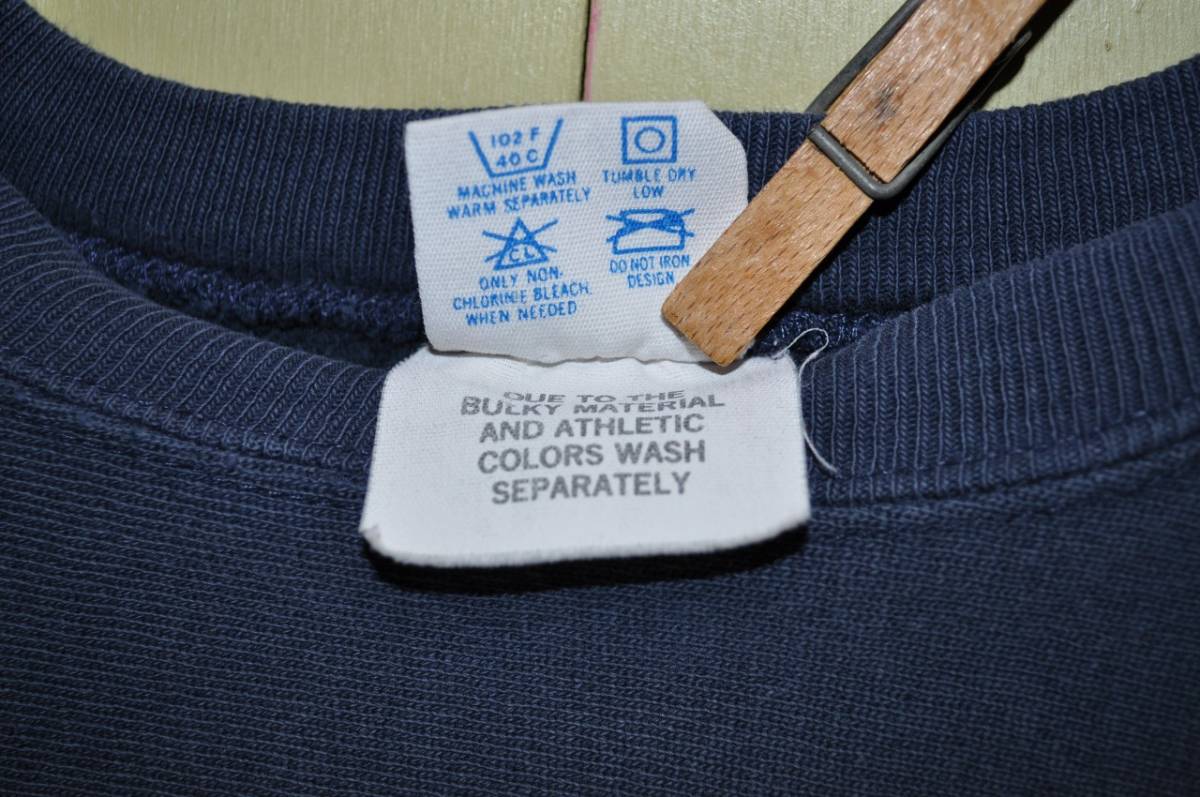 102 F
40 C
MACHINE WASH
WARM SEPARATELY
TUMBLE DRY
LOW
CL
ONLY NON-
CHLORINE BLEACH
WHEN NEEDED
DO NOT IRON
DESIGN
DUE TO THE
BULKY MATERIAL
AND ATHLETIC
COLORS WASH
SEPARATELY